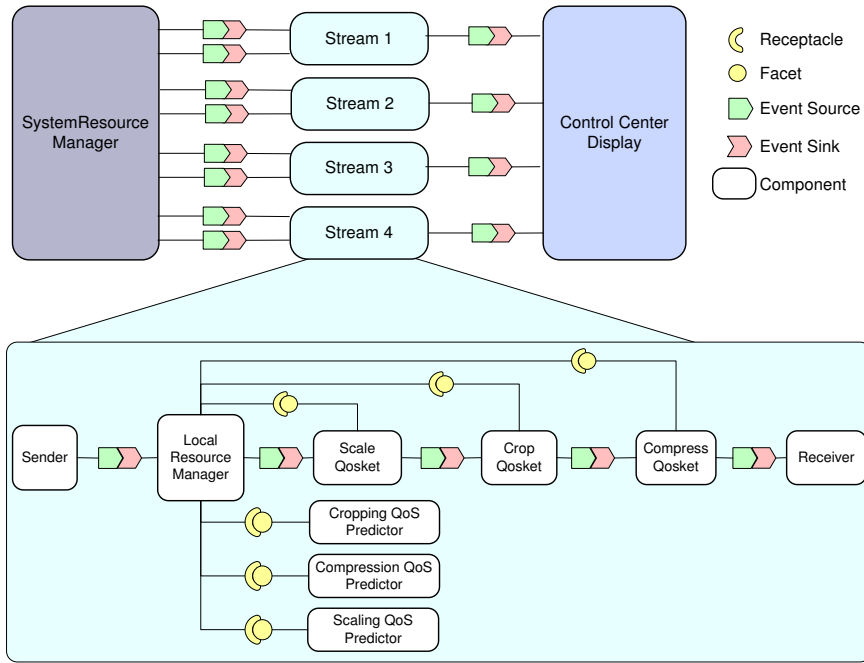 SystemResource
Manager
Stream 1
Stream 2
Stream 3
Stream 4
Control Center
Display
Receptacle
Facet
Event Source
Event Sink
Component
Sender
Local
Resource
Manager
Scale
Qosket
Crop
Qosket
Compress
Qosket
Receiver
Cropping QoS
Predictor
Compression QoS
Predictor
Scaling QoS
Predictor